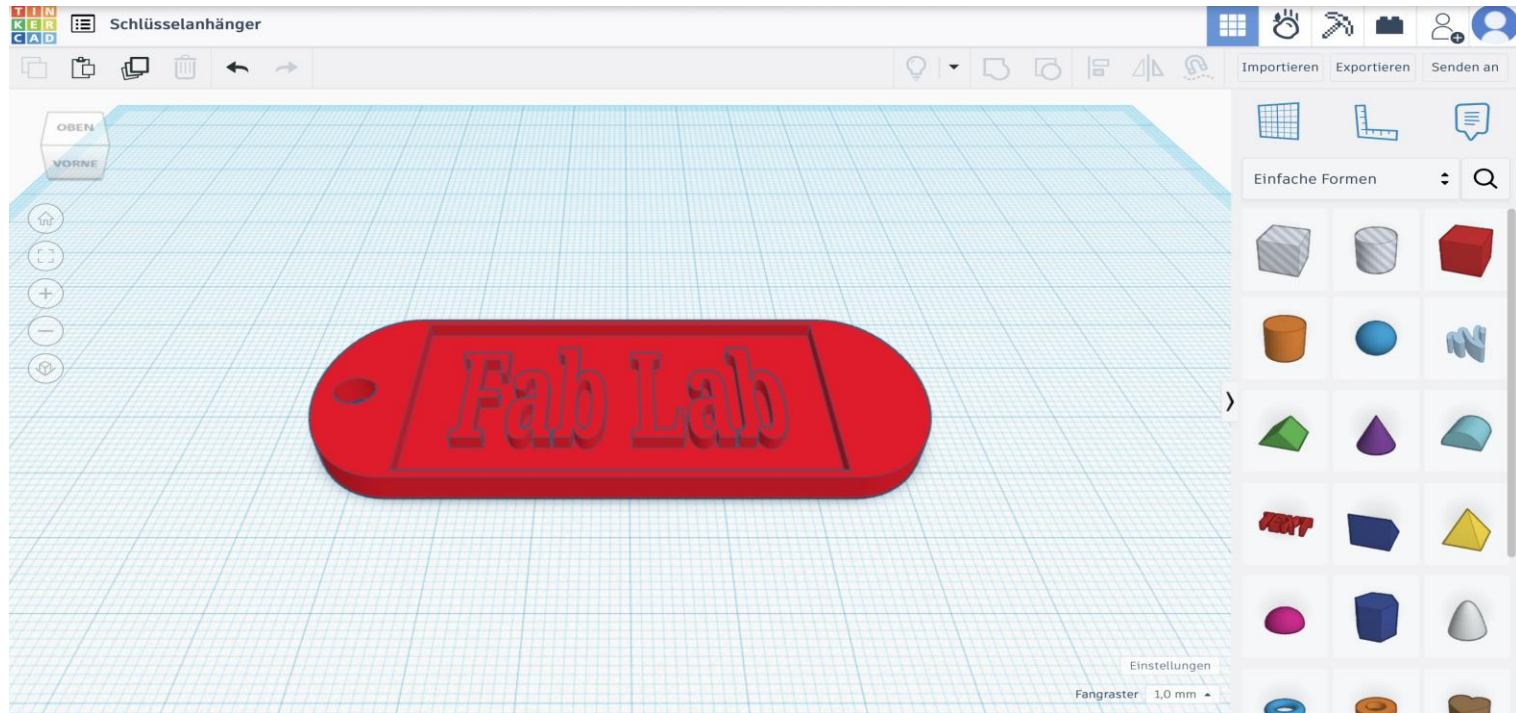 TIN
KER
CAD
Schlüsselanhänger
Importieren
Exportieren
Senden an
OBEN
VORNE
Einfache Formen
Fab Lab
TEXT
Einstellungen
Fangraster 1,0 mm